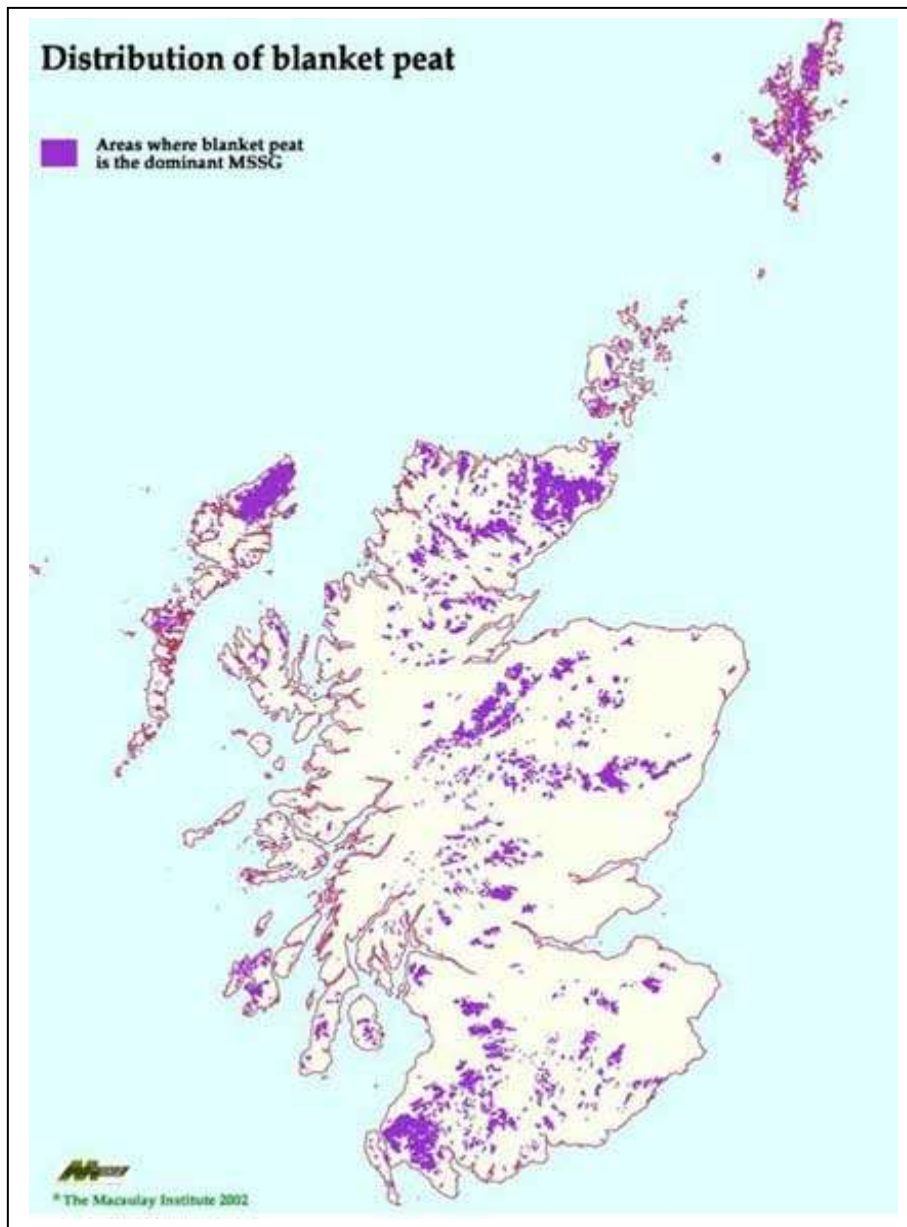 Distribution of blanket peat
Areas where blanket peat
is the dominant MSSG
© The Macaulay Institute 2002